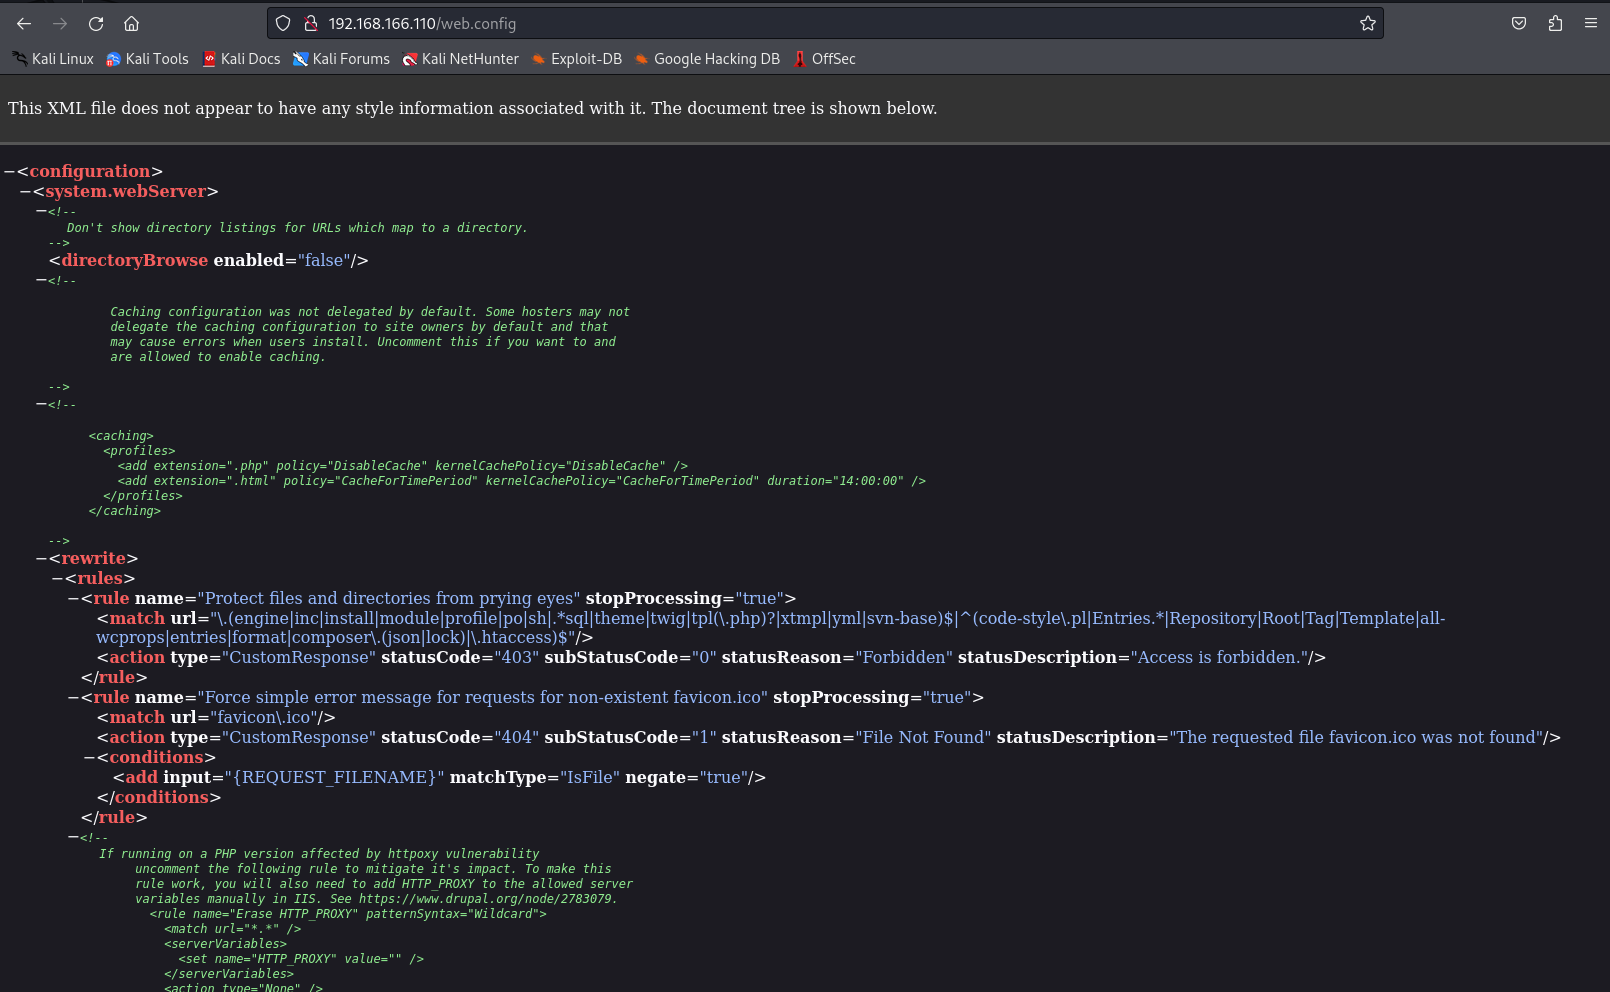 192.168.166.110/web.config
Kali Linux Kali Tools Kali Docs Kali Forums Kali NetHunter Exploit-DB Google Hacking DB OffSec
This XML file does not appear to have any style information associated with it. The document tree is shown below.
−<configuration>
−<system.webServer>
−<!--
Don't show directory listings for URLs which map to a directory.
-->
<directoryBrowse enabled="false"/>
−<!--
Caching configuration was not delegated by default. Some hosters may not
delegate the caching configuration to site owners by default and that
may cause errors when users install. Uncomment this if you want to and
are allowed to enable caching.
-->
−<!--
<caching>
<profiles>
<add extension=".php" policy="DisableCache" kernelCachePolicy="DisableCache" />
<add extension=".html" policy="CacheForTimePeriod" kernelCachePolicy="CacheForTimePeriod" duration="14:00:00" />
</profiles>
</caching>
-->
−<rewrite>
−<rules>
−<rule name="Protect files and directories from prying eyes" stopProcessing="true">
<match url="\.(engine|inc|install|module|profile|po|sh|.*sql|theme|twig|tpl(\.php)?|xtmpl|yml|svn-base)$|^(code-style\.pl|Entries.*|Repository|Root|Tag|Template|all-
wcprops|entries|format|composer\.(json|lock)|\.htaccess)$"/>
<action type="CustomResponse" statusCode="403" subStatusCode="0" statusReason="Forbidden" statusDescription="Access is forbidden."/>
</rule>
−<rule name="Force simple error message for requests for non-existent favicon.ico" stopProcessing="true">
<match url="favicon\.ico"/>
<action type="CustomResponse" statusCode="404" subStatusCode="1" statusReason="File Not Found" statusDescription="The requested file favicon.ico was not found"/>
−<conditions>
<add input="{REQUEST_FILENAME}" matchType="IsFile" negate="true"/>
</conditions>
</rule>
−<!--
If running on a PHP version affected by httpoxy vulnerability
uncomment the following rule to mitigate it's impact. To make this
rule work, you will also need to add HTTP_PROXY to the allowed server
variables manually in IIS. See https://www.drupal.org/node/2783079.
<rule name="Erase HTTP_PROXY" patternSyntax="Wildcard">
<match url="*.*" />
<serverVariables>
<set name="HTTP_PROXY" value="" />
</serverVariables>
<action type="None" />